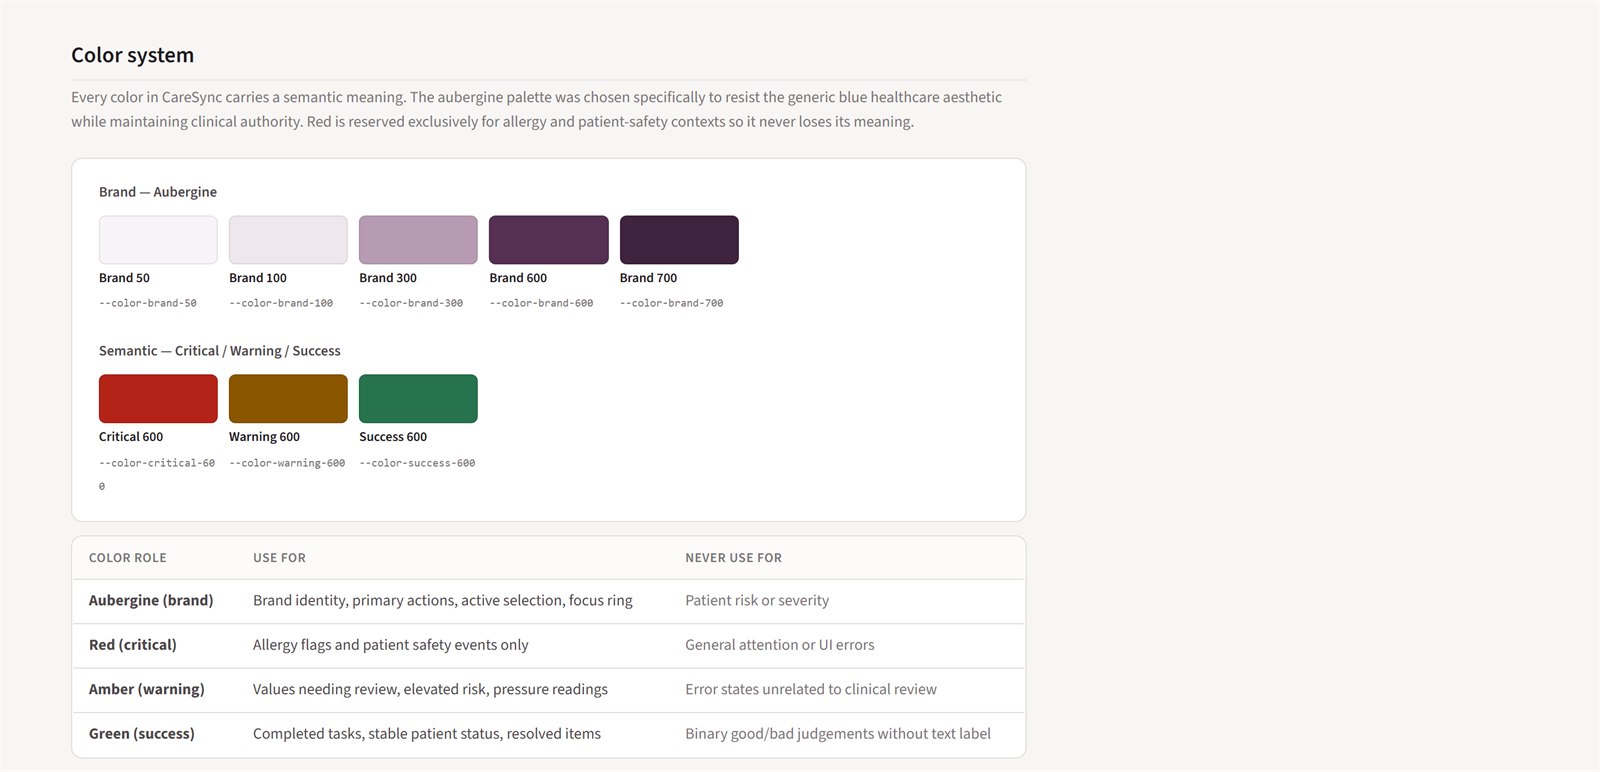 Color system
Every color in CareSync carries a semantic meaning. The aubergine palette was chosen specifically to resist the generic blue healthcare aesthetic
while maintaining clinical authority. Red is reserved exclusively for allergy and patient-safety contexts so it never loses its meaning.
Brand — Aubergine
Brand 50 Brand 100 Brand 300 Brand 600 Brand 700
--color-brand-50 --color-brand-100 --color-brand-300 --color-brand-600 --color-brand-700
Semantic — Critical / Warning / Success
Critical 600 Warning 600 Success 600
--color-critical-60 --color-warning-600 --color-success-600
0
COLOR ROLE USE FOR NEVER USE FOR
Aubergine (brand) Brand identity, primary actions, active selection, focus ring Patient risk or severity
Red (critical) Allergy flags and patient safety events only General attention or UI errors
Amber (warning) Values needing review, elevated risk, pressure readings Error states unrelated to clinical review
Green (success) Completed tasks, stable patient status, resolved items Binary good/bad judgements without text label